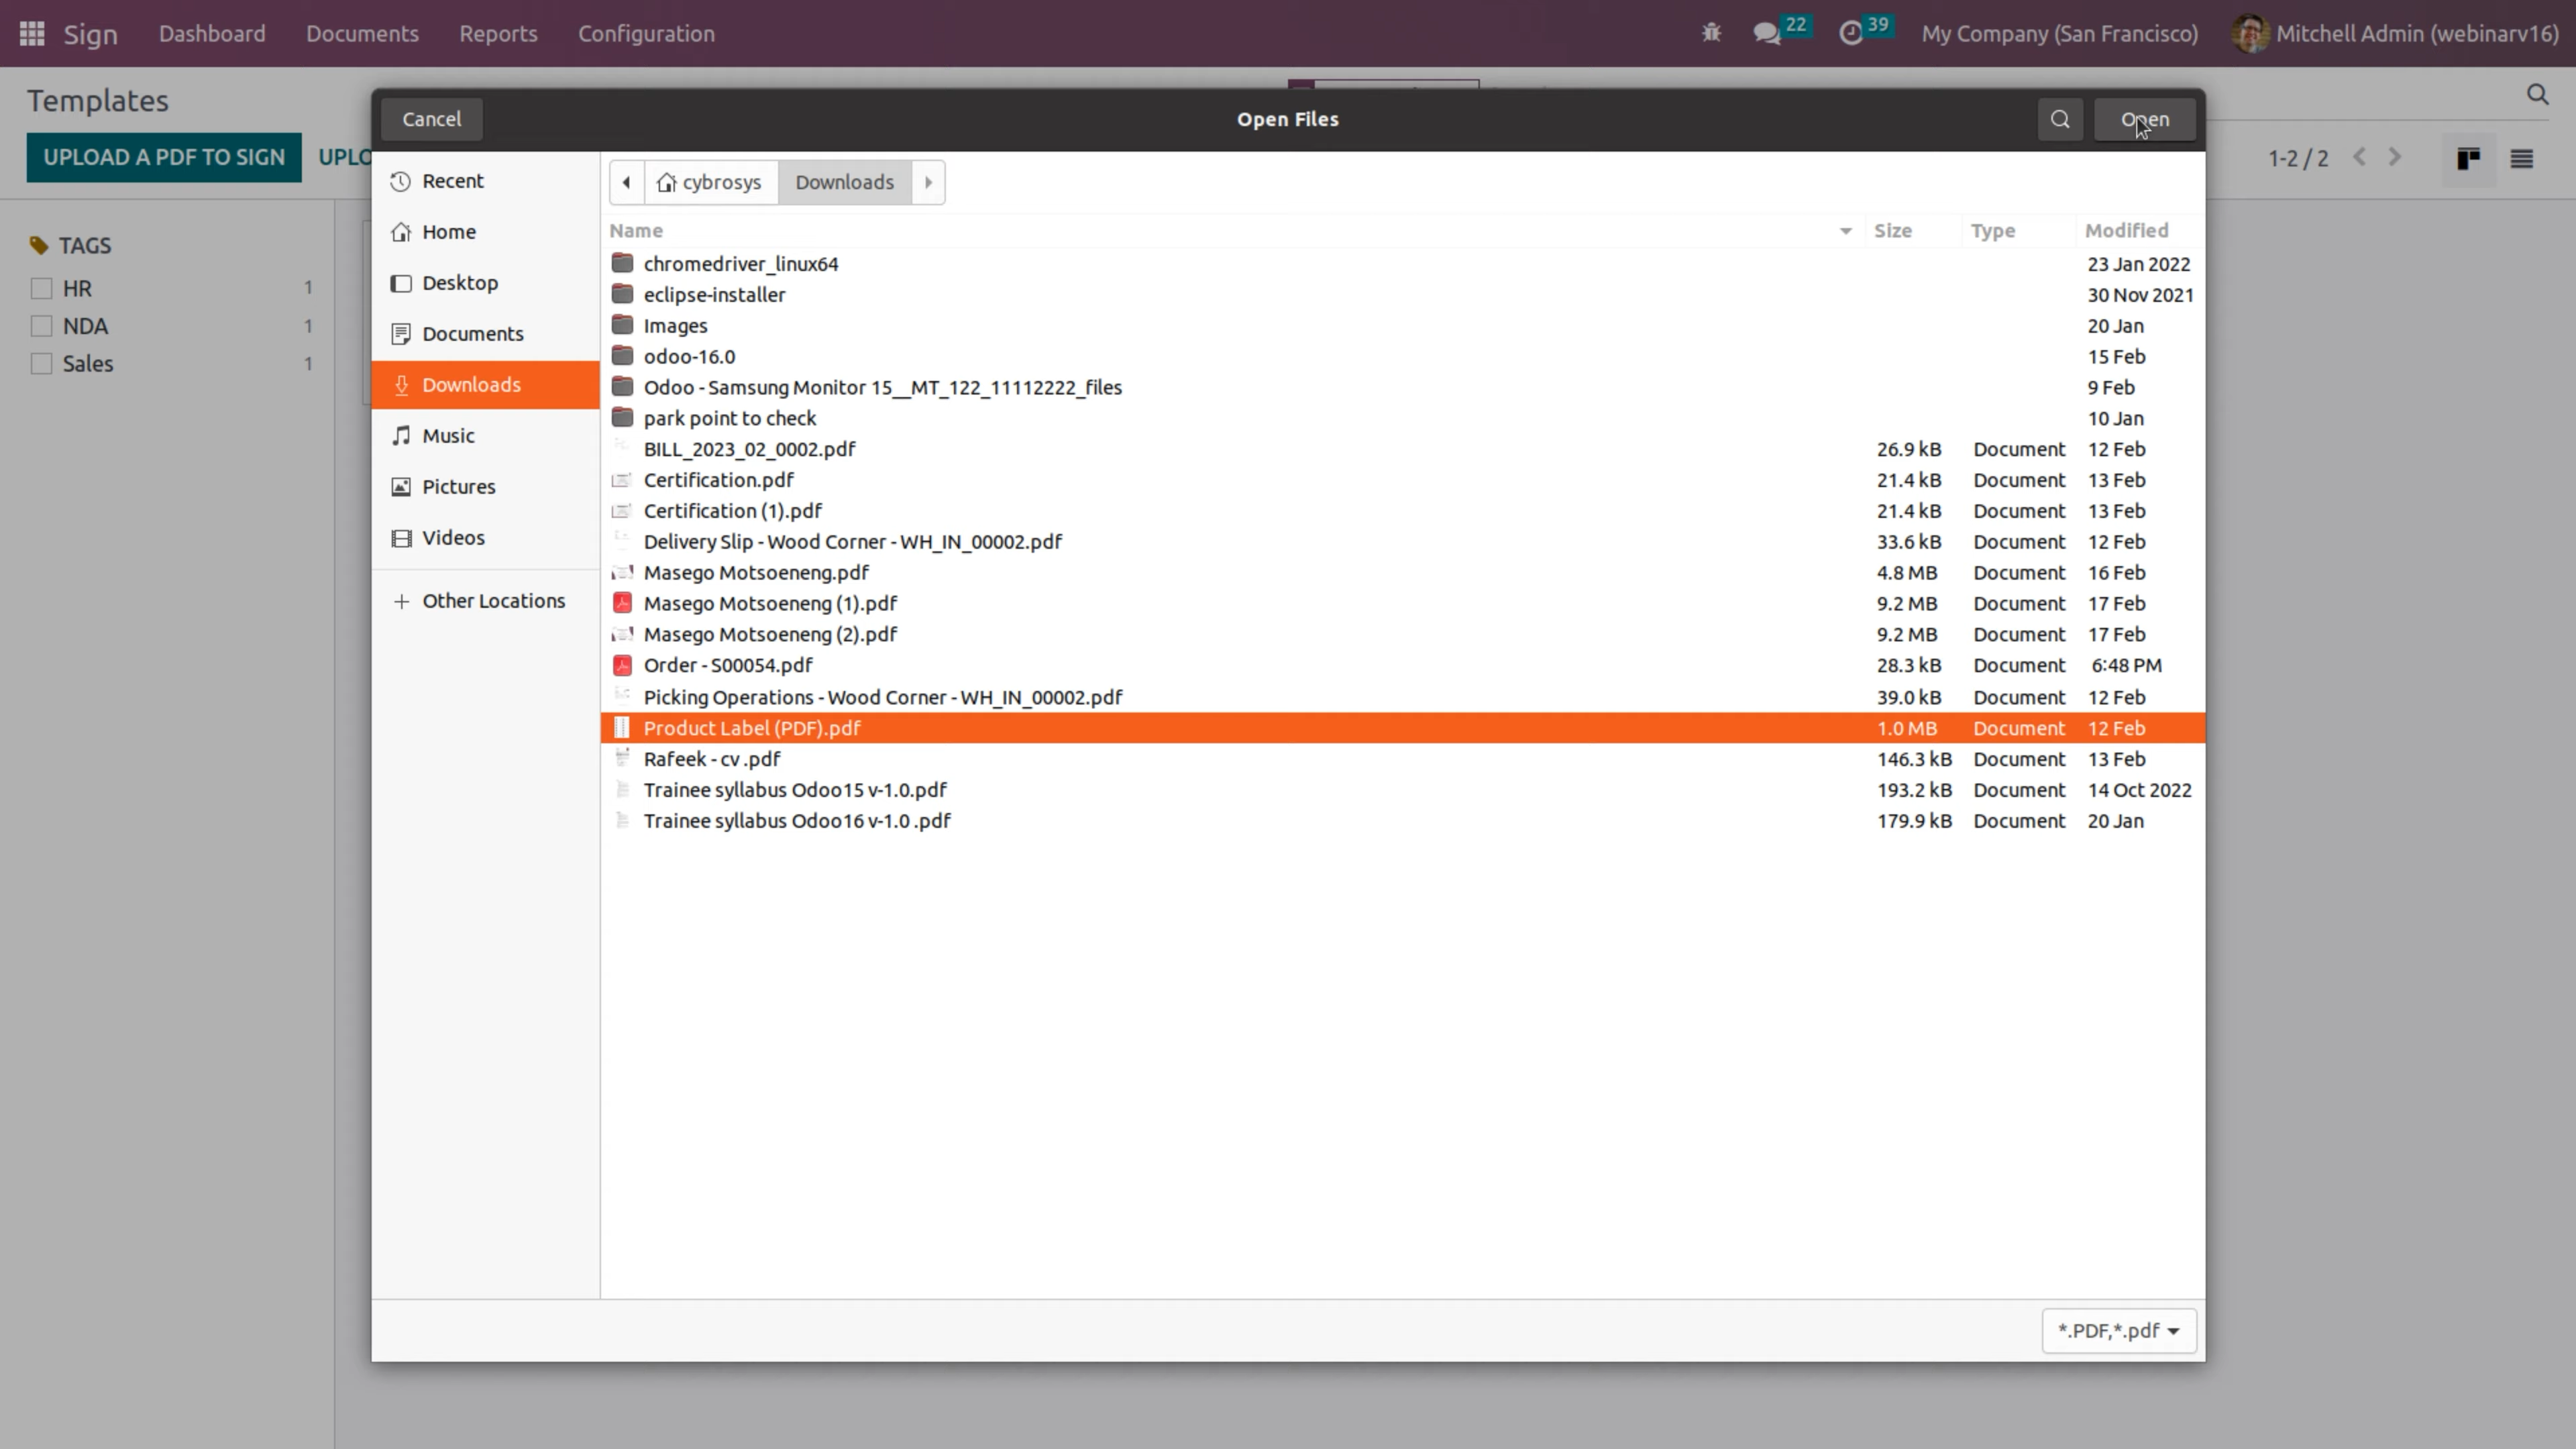 Sign Dashboard Documents Reports Configuration 22 39 My Company (San Francisco) Mitchell Admin (webinarv16)
Templates
UPLOAD A PDF TO SIGN UPLO
1-2 / 2
TAGS
HR 1
NDA 1
Sales 1
Cancel Open Files Open
Recent
Home
Desktop
Documents
Downloads
Music
Pictures
Videos
Other Locations
cybrosys Downloads
Name Size Type Modified
chromedriver_linux64 23 Jan 2022
eclipse-installer 30 Nov 2021
Images 20 Jan
odoo-16.0 15 Feb
Odoo - Samsung Monitor 15__MT_122_11112222_files 9 Feb
park point to check 10 Jan
BILL_2023_02_0002.pdf 26.9 kB Document 12 Feb
Certification.pdf 21.4 kB Document 13 Feb
Certification (1).pdf 21.4 kB Document 13 Feb
Delivery Slip - Wood Corner - WH_IN_00002.pdf 33.6 kB Document 12 Feb
Masego Motsoeneng.pdf 4.8 MB Document 16 Feb
Masego Motsoeneng (1).pdf 9.2 MB Document 17 Feb
Masego Motsoeneng (2).pdf 9.2 MB Document 17 Feb
Order - S00054.pdf 28.3 kB Document 6:48 PM
Picking Operations - Wood Corner - WH_IN_00002.pdf 39.0 kB Document 12 Feb
Product Label (PDF).pdf 1.0 MB Document 12 Feb
Rafeek - cv .pdf 146.3 kB Document 13 Feb
Trainee syllabus Odoo15 v-1.0.pdf 193.2 kB Document 14 Oct 2022
Trainee syllabus Odoo16 v-1.0 .pdf 179.9 kB Document 20 Jan
*.PDF,*.pdf